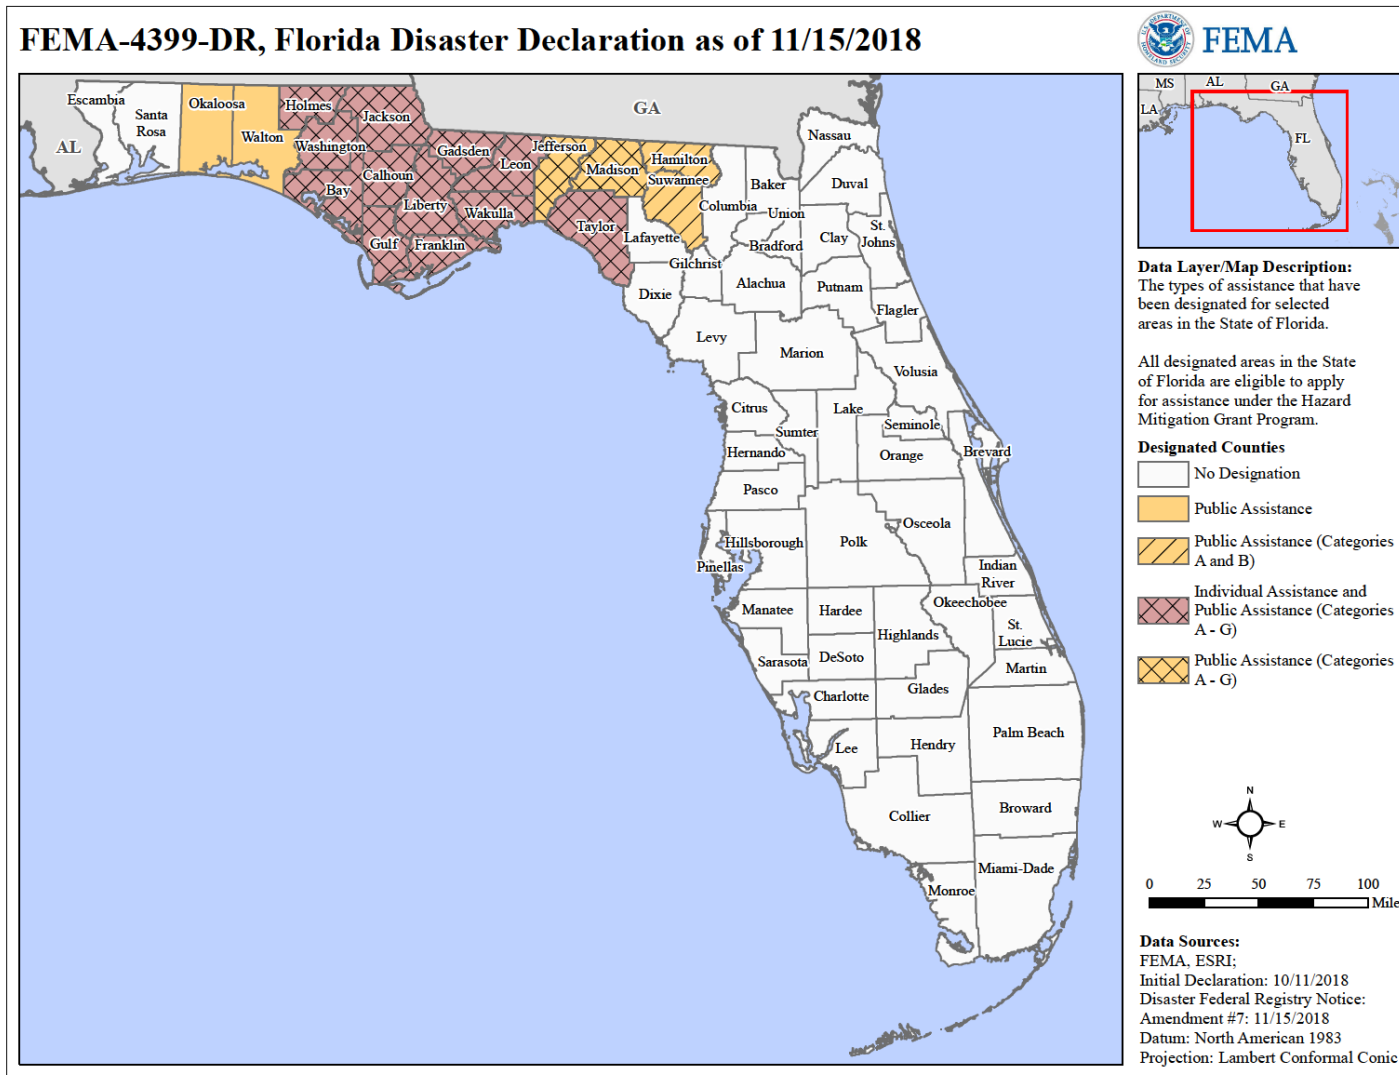 FEMA-4399-DR, Florida Disaster Declaration as of 11/15/2018
U.S. DEPARTMENT OF
HOMELAND SECURITY
FEMA
GA
AL
Escambia
Santa
Rosa
Okaloosa
Walton
Holmes
Jackson
Washington
Bay
Calhoun
Gulf
Gadsden
Liberty
Franklin
Leon
Wakulla
Jefferson
Madison
Taylor
Hamilton
Suwannee
Lafayette
Columbia
Baker
Nassau
Duval
Union
Bradford
Clay
St.
Johns
Gilchrist
Dixie
Alachua
Putnam
Flagler
Levy
Marion
Volusia
Citrus
Sumter
Lake
Seminole
Hernando
Orange
Brevard
Pasco
Hillsborough
Pinellas
Polk
Osceola
Indian
River
Manatee
Hardee
Okeechobee
Highlands
St.
Lucie
Sarasota
DeSoto
Martin
Charlotte
Glades
Lee
Hendry
Palm Beach
Collier
Broward
Monroe
Miami-Dade
MS
AL
GA
LA
FL
Data Layer/Map Description:
The types of assistance that have
been designated for selected
areas in the State of Florida.
All designated areas in the State
of Florida are eligible to apply
for assistance under the Hazard
Mitigation Grant Program.
Designated Counties
No Designation
Public Assistance
Public Assistance (Categories
A and B)
Individual Assistance and
Public Assistance (Categories
A - G)
Public Assistance (Categories
A - G)
N
W E
S
0 25 50 75 100
Mile
Data Sources:
FEMA, ESRI;
Initial Declaration: 10/11/2018
Disaster Federal Registry Notice:
Amendment #7: 11/15/2018
Datum: North American 1983
Projection: Lambert Conformal Conic